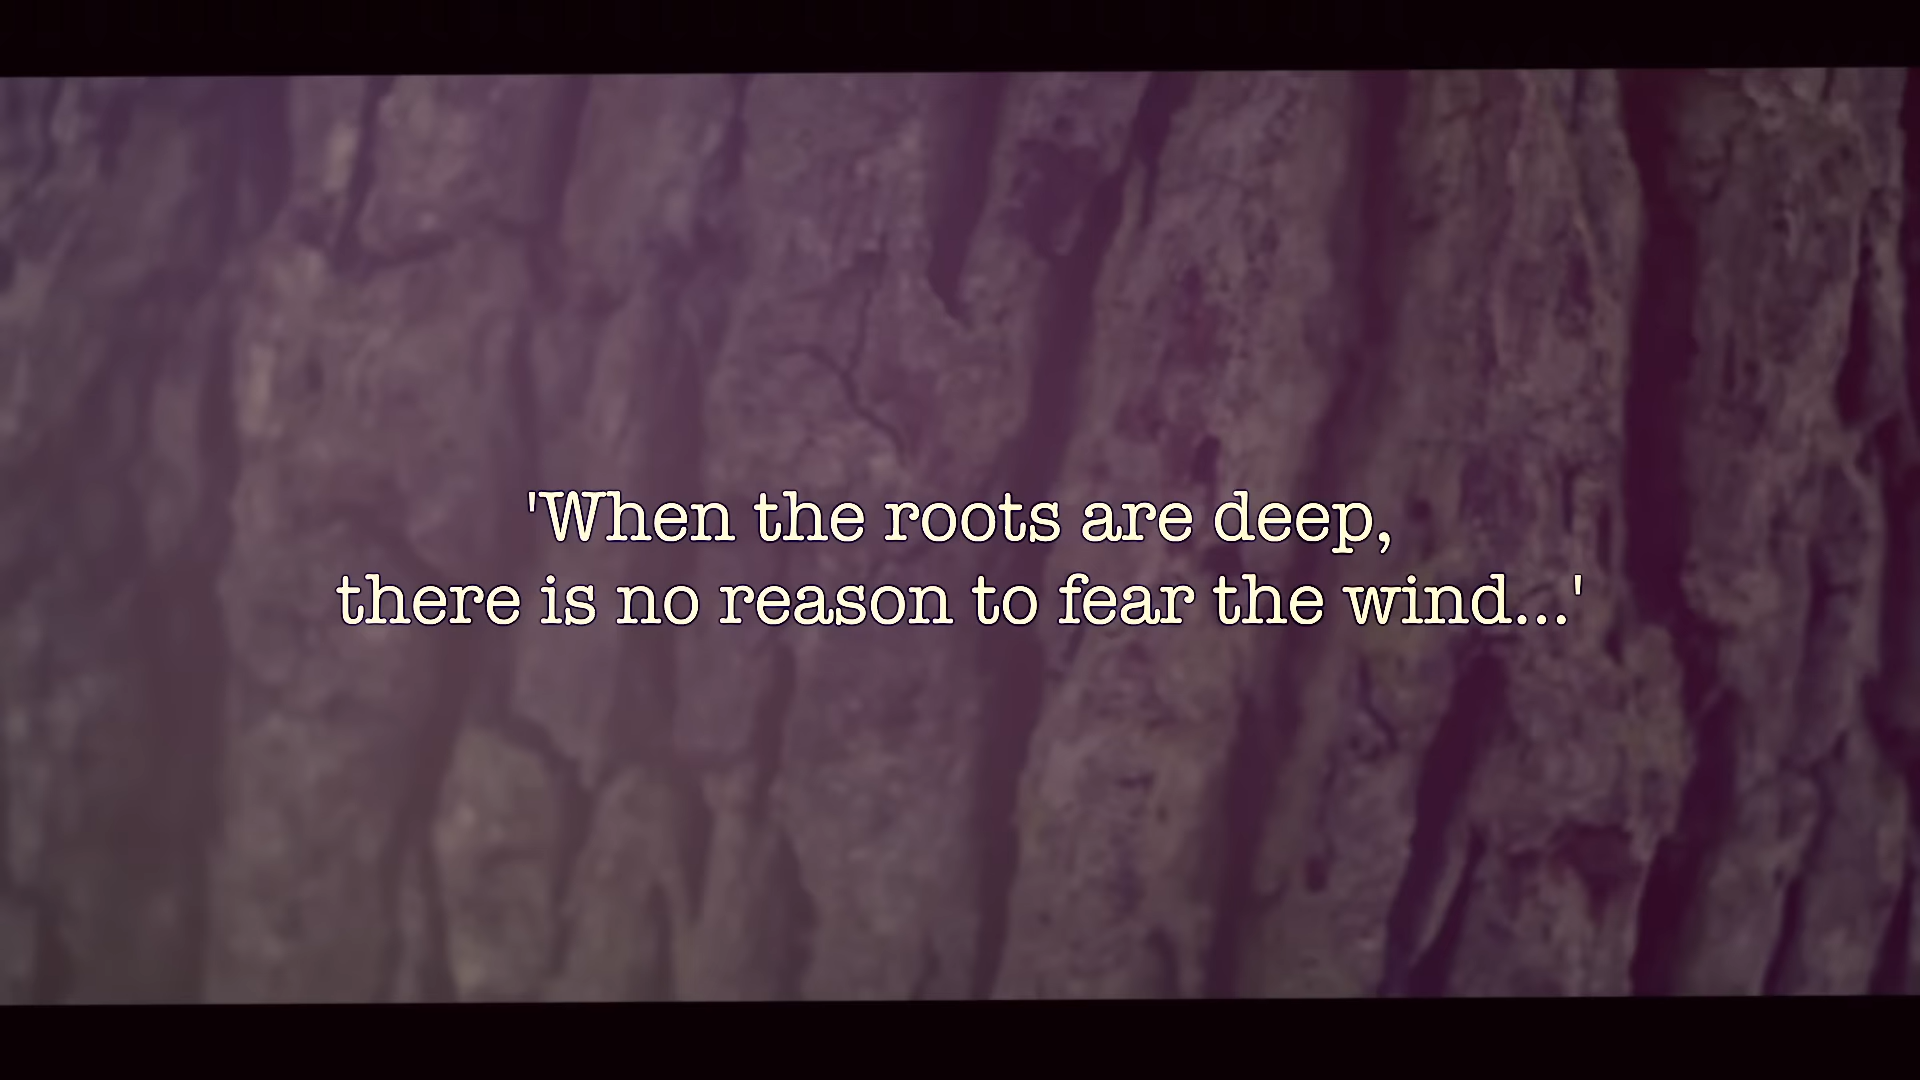 'When the roots are deep,
there is no reason to fear the wind...'